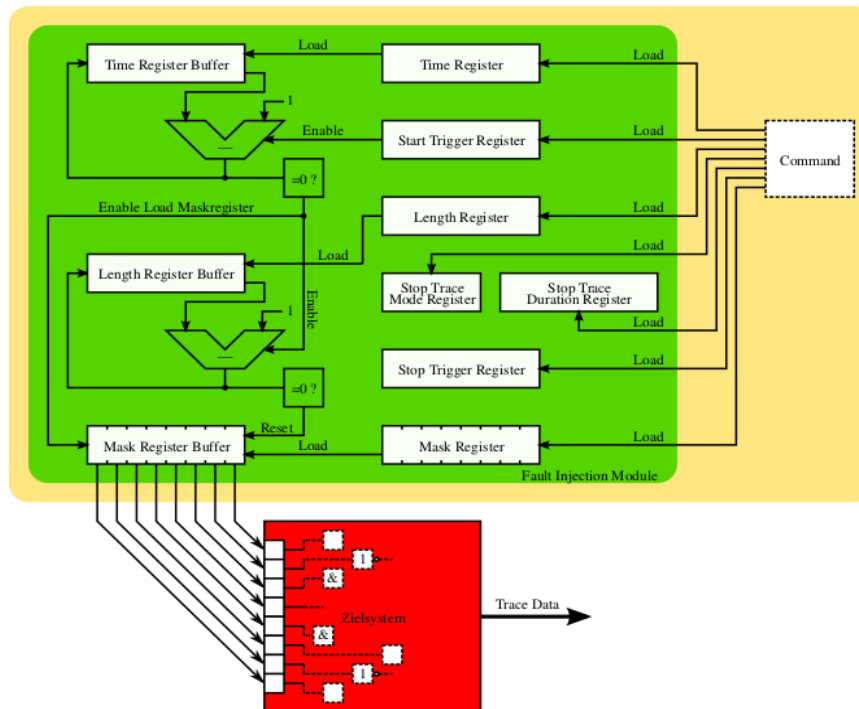 Load
Load
Time Register Buffer
Time Register
1
Load
Enable
Start Trigger Register
Command
=0 ?
Enable Load Maskregister
Load
Length Register
Load
Load
Length Register Buffer
Enable
Stop Trace
Mode Register
Stop Trace
Duration Register
1
Load
—
Load
Stop Trigger Register
=0 ?
Reset
Load
Mask Register Buffer
Load
Mask Register
Fault Injection Module
1
&
Trace Data
Zielsystem
&
1